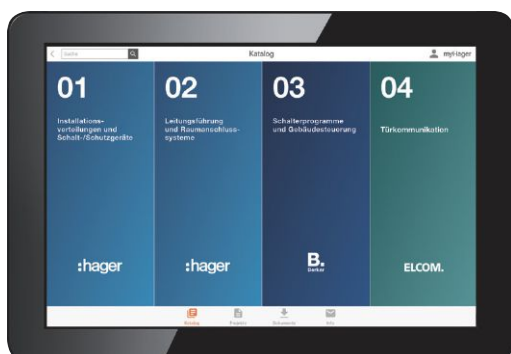 Suche
Katalog
myHager
01
02
03
04
Installations-
verteilungen und
Schalt-/Schutzgeräte
Leitungsführung
und Raumanschluss-
systeme
Schalterprogramme
und Gebäudesteuerung
Türkommunikation
:hager
:hager
B.
Berker
ELCOM.
Katalog
Projekte
Dokumente
Info